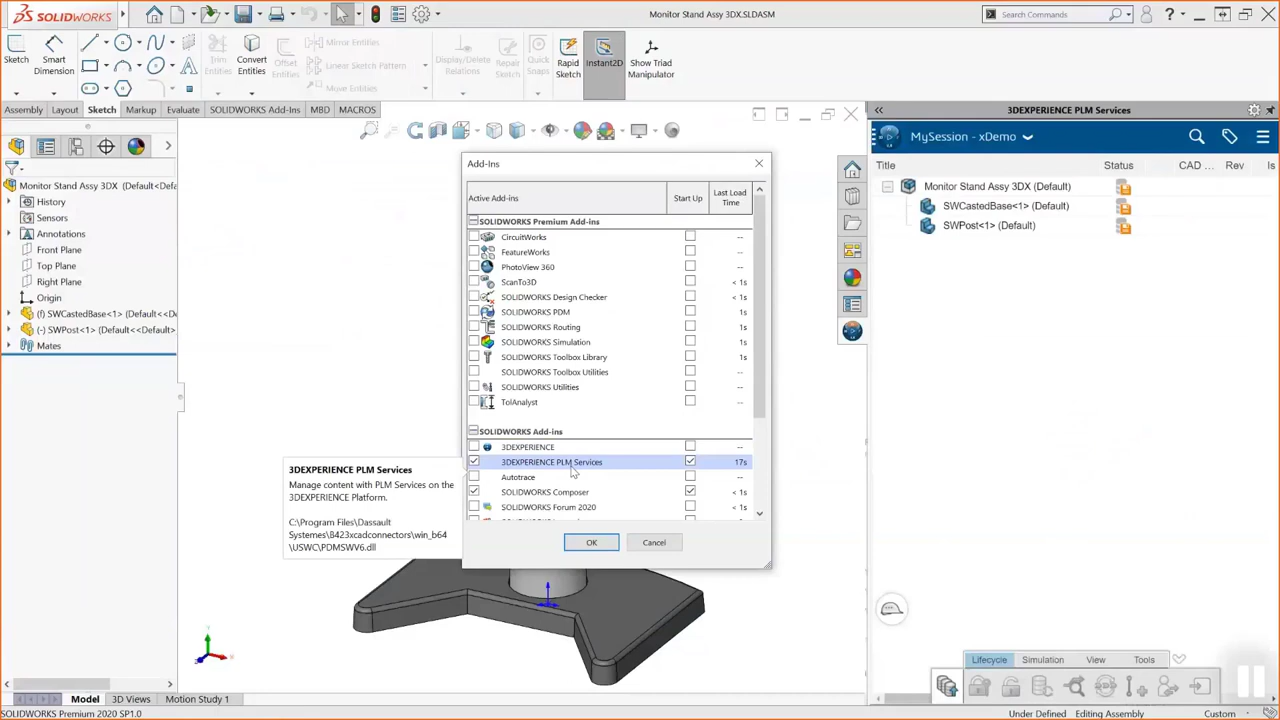 SOLIDWORKS
Monitor Stand Assy 3DX.SLDASM
Search Commands
Sketch
Smart
Dimension
Trim
Entities
Convert
Entities
Offset
Entities
Mirror Entities
Linear Sketch Pattern
Move Entities
Display/Delete
Relations
Repair
Sketch
Quick
Snaps
Rapid
Sketch
Instant2D
Show Triad
Manipulator
Assembly Layout Sketch Markup Evaluate SOLIDWORKS Add-Ins MBD MACROS
Monitor Stand Assy 3DX (Default<Defa
History
Sensors
Annotations
Front Plane
Top Plane
Right Plane
Origin
(f) SWCastedBase<1> (Default<<D
(-) SWPost<1> (Default<<Default>
Mates
Add-Ins
Active Add-ins Start Up Last Load
Time
SOLIDWORKS Premium Add-ins
CircuitWorks --
FeatureWorks --
PhotoView 360 --
ScanTo3D < 1s
SOLIDWORKS Design Checker < 1s
SOLIDWORKS PDM 1s
SOLIDWORKS Routing 1s
SOLIDWORKS Simulation 1s
SOLIDWORKS Toolbox Library 1s
SOLIDWORKS Toolbox Utilities --
SOLIDWORKS Utilities --
TolAnalyst --
SOLIDWORKS Add-ins
3DEXPERIENCE --
3DEXPERIENCE PLM Services 17s
Autotrace --
SOLIDWORKS Composer < 1s
SOLIDWORKS Forum 2020 < 1s
OK Cancel
3DEXPERIENCE PLM Services
Manage content with PLM Services on the
3DEXPERIENCE Platform.
C:\Program Files\Dassault
Systemes\B423xcadconnectors\win_b64
\USWC\PDMSWV6.dll
3DEXPERIENCE PLM Services
MySession - xDemo
Title Status CAD ... Rev Is
Monitor Stand Assy 3DX (Default)
SWCastedBase<1> (Default)
SWPost<1> (Default)
Lifecycle Simulation View Tools
Model 3D Views Motion Study 1
SOLIDWORKS Premium 2020 SP1.0
Under Defined Editing Assembly Custom